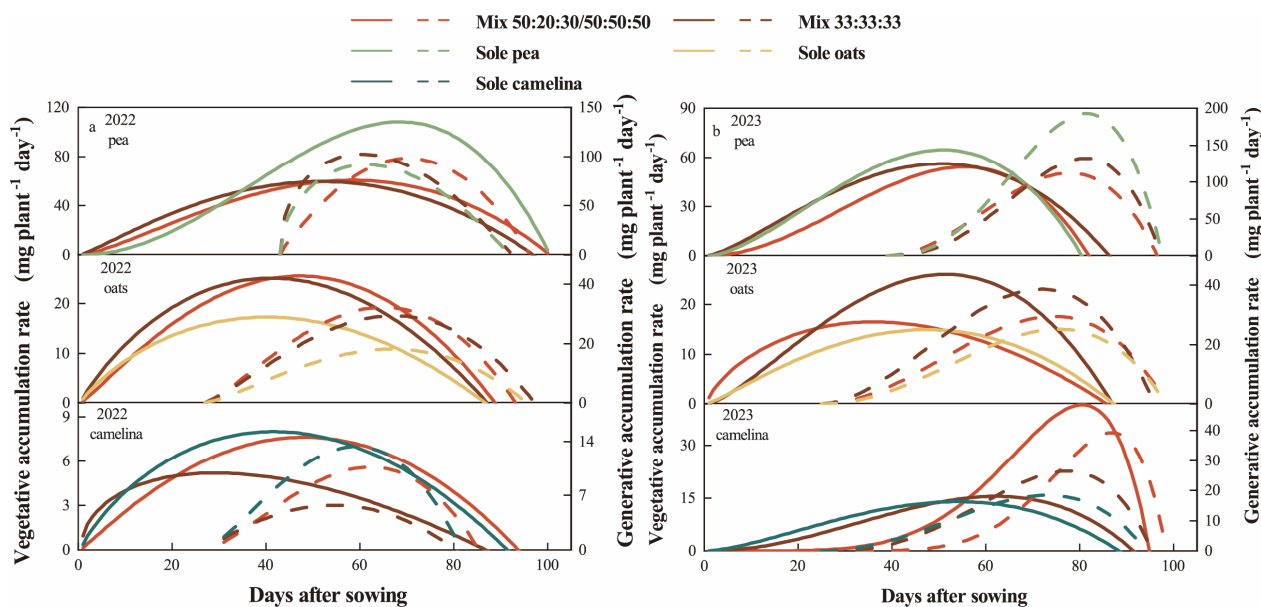 Mix 50:20:30/50:50:50
Mix 33:33:33
Sole pea
Sole oats
Sole camelina
Vegetative accumulation rate (mg plant⁻¹ day⁻¹)
a 2022
pea
120
80
40
0
150
100
50
0
2022
oats
20
10
0
40
20
0
2022
camelina
9
6
3
0
14
7
0
0 20 40 60 80 100
Days after sowing
Generative accumulation rate (mg plant⁻¹ day⁻¹)
Vegetative accumulation rate (mg plant⁻¹ day⁻¹)
b 2023
pea
90
60
30
0
200
150
100
50
0
2023
oats
20
10
0
40
20
0
2023
camelina
30
15
0
40
30
20
10
0
0 20 40 60 80 100
Days after sowing
Generative accumulation rate (mg plant⁻¹ day⁻¹)